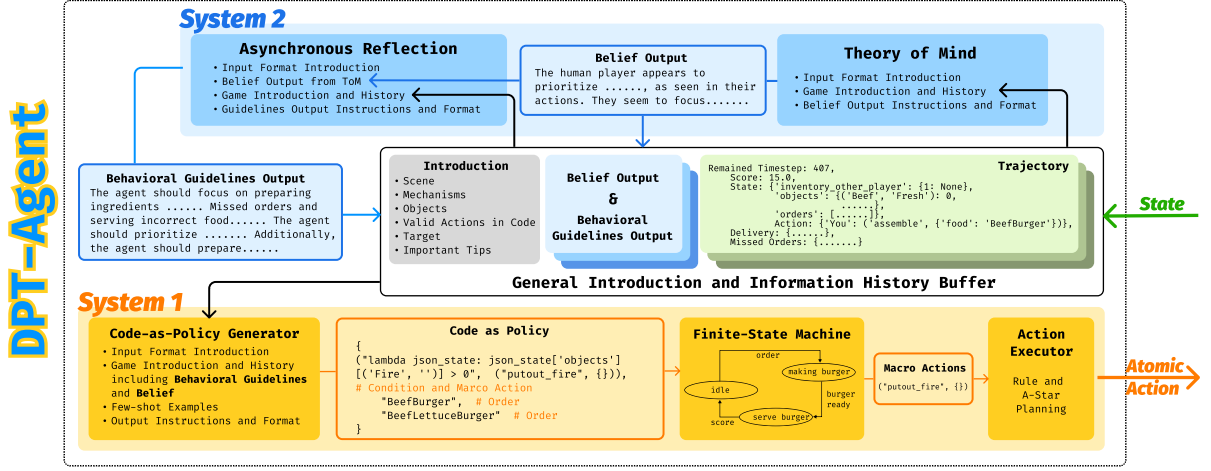 DPT-Agent
System 2
Asynchronous Reflection
• Input Format Introduction
• Belief Output from ToM
• Game Introduction and History
• Guidelines Output Instructions and Format
Belief Output
The human player appears to
prioritize ......, as seen in their
actions. They seem to focus.......
Theory of Mind
• Input Format Introduction
• Game Introduction and History
• Belief Output Instructions and Format
Behavioral Guidelines Output
The agent should focus on preparing
ingredients ...... Missed orders and
serving incorrect food...... The agent
should prioritize ....... Additionally,
the agent should prepare......
Introduction
• Scene
• Mechanisms
• Objects
• Valid Actions in Code
• Target
• Important Tips
Belief Output
&
Behavioral
Guidelines Output
Trajectory
Remained Timestep: 407,
Score: 15.0,
State: {'inventory_other_player': {1: None},
'objects': {('Beef', 'Fresh'): 0,
......},
'orders': [......]},
Action: {'You': ('assemble', {'food': 'BeefBurger'})},
Delivery: {......},
Missed Orders: {.......}
General Introduction and Information History Buffer
State
System 1
Code-as-Policy Generator
• Input Format Introduction
• Game Introduction and History
including Behavioral Guidelines
and Belief
• Few-shot Examples
• Output Instructions and Format
Code as Policy
{
("lambda json_state: json_state['objects']
[('Fire', '')] > 0", ("putout_fire", {})),
# Condition and Marco Action
"BeefBurger", # Order
"BeefLettuceBurger" # Order
}
Finite-State Machine
order
making burger
idle
burger
ready
serve burger
score
Macro Actions
("putout_fire", {})
Action
Executor
Rule and
A-Star
Planning
Atomic
Action